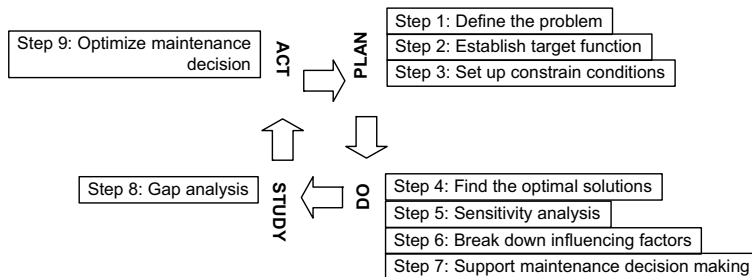 Step 9: Optimize maintenance
decision
ACT
PLAN
Step 1: Define the problem
Step 2: Establish target function
Step 3: Set up constrain conditions
Step 8: Gap analysis
STUDY
DO
Step 4: Find the optimal solutions
Step 5: Sensitivity analysis
Step 6: Break down influencing factors
Step 7: Support maintenance decision making